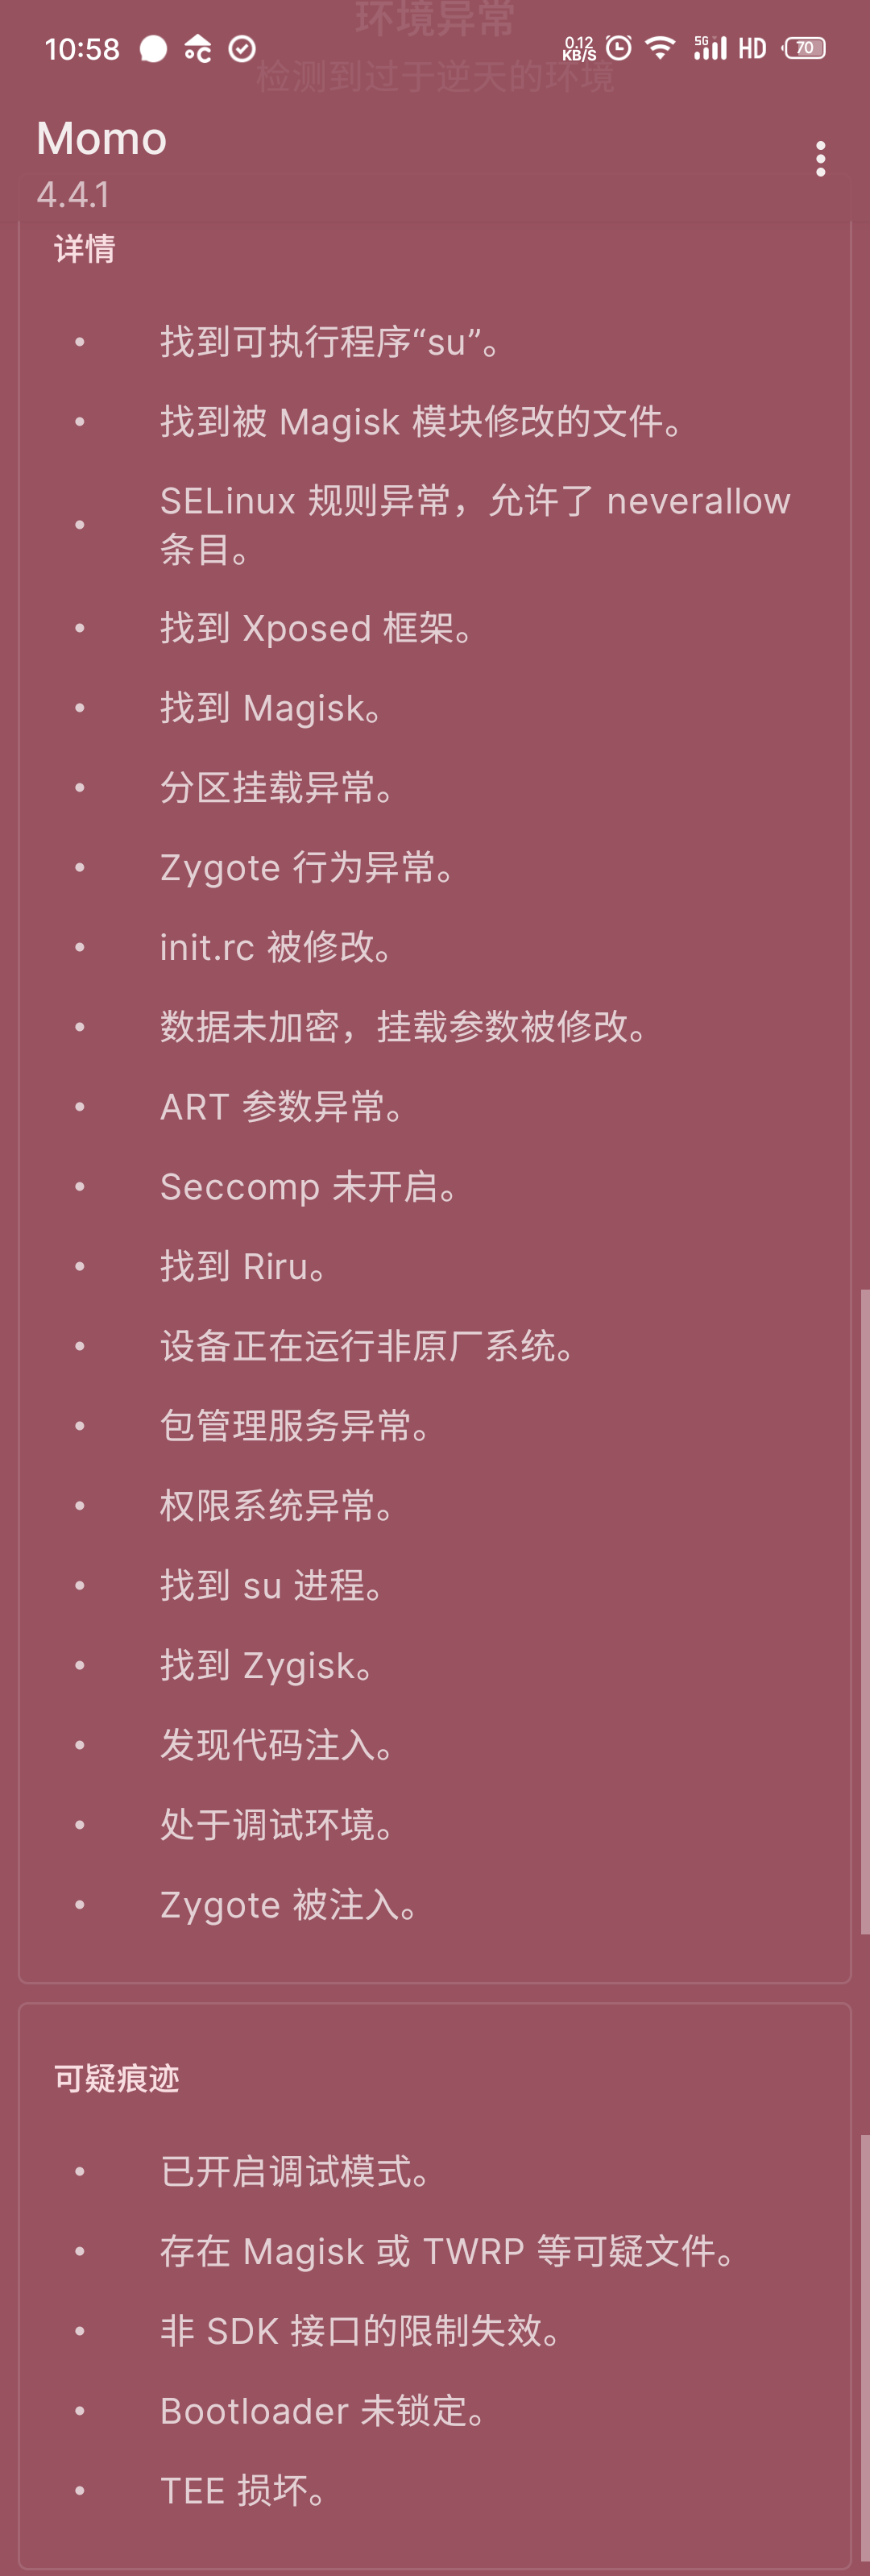 环境异常
10:58
0.12
KB/S
5G
HD
70
检测到过于逆天的环境
Momo
4.4.1
详情
• 找到可执行程序“su”。
• 找到被 Magisk 模块修改的文件。
• SELinux 规则异常，允许了 neverallow
条目。
• 找到 Xposed 框架。
• 找到 Magisk。
• 分区挂载异常。
• Zygote 行为异常。
• init.rc 被修改。
• 数据未加密，挂载参数被修改。
• ART 参数异常。
• Seccomp 未开启。
• 找到 Riru。
• 设备正在运行非原厂系统。
• 包管理服务异常。
• 权限系统异常。
• 找到 su 进程。
• 找到 Zygisk。
• 发现代码注入。
• 处于调试环境。
• Zygote 被注入。
可疑痕迹
• 已开启调试模式。
• 存在 Magisk 或 TWRP 等可疑文件。
• 非 SDK 接口的限制失效。
• Bootloader 未锁定。
• TEE 损坏。